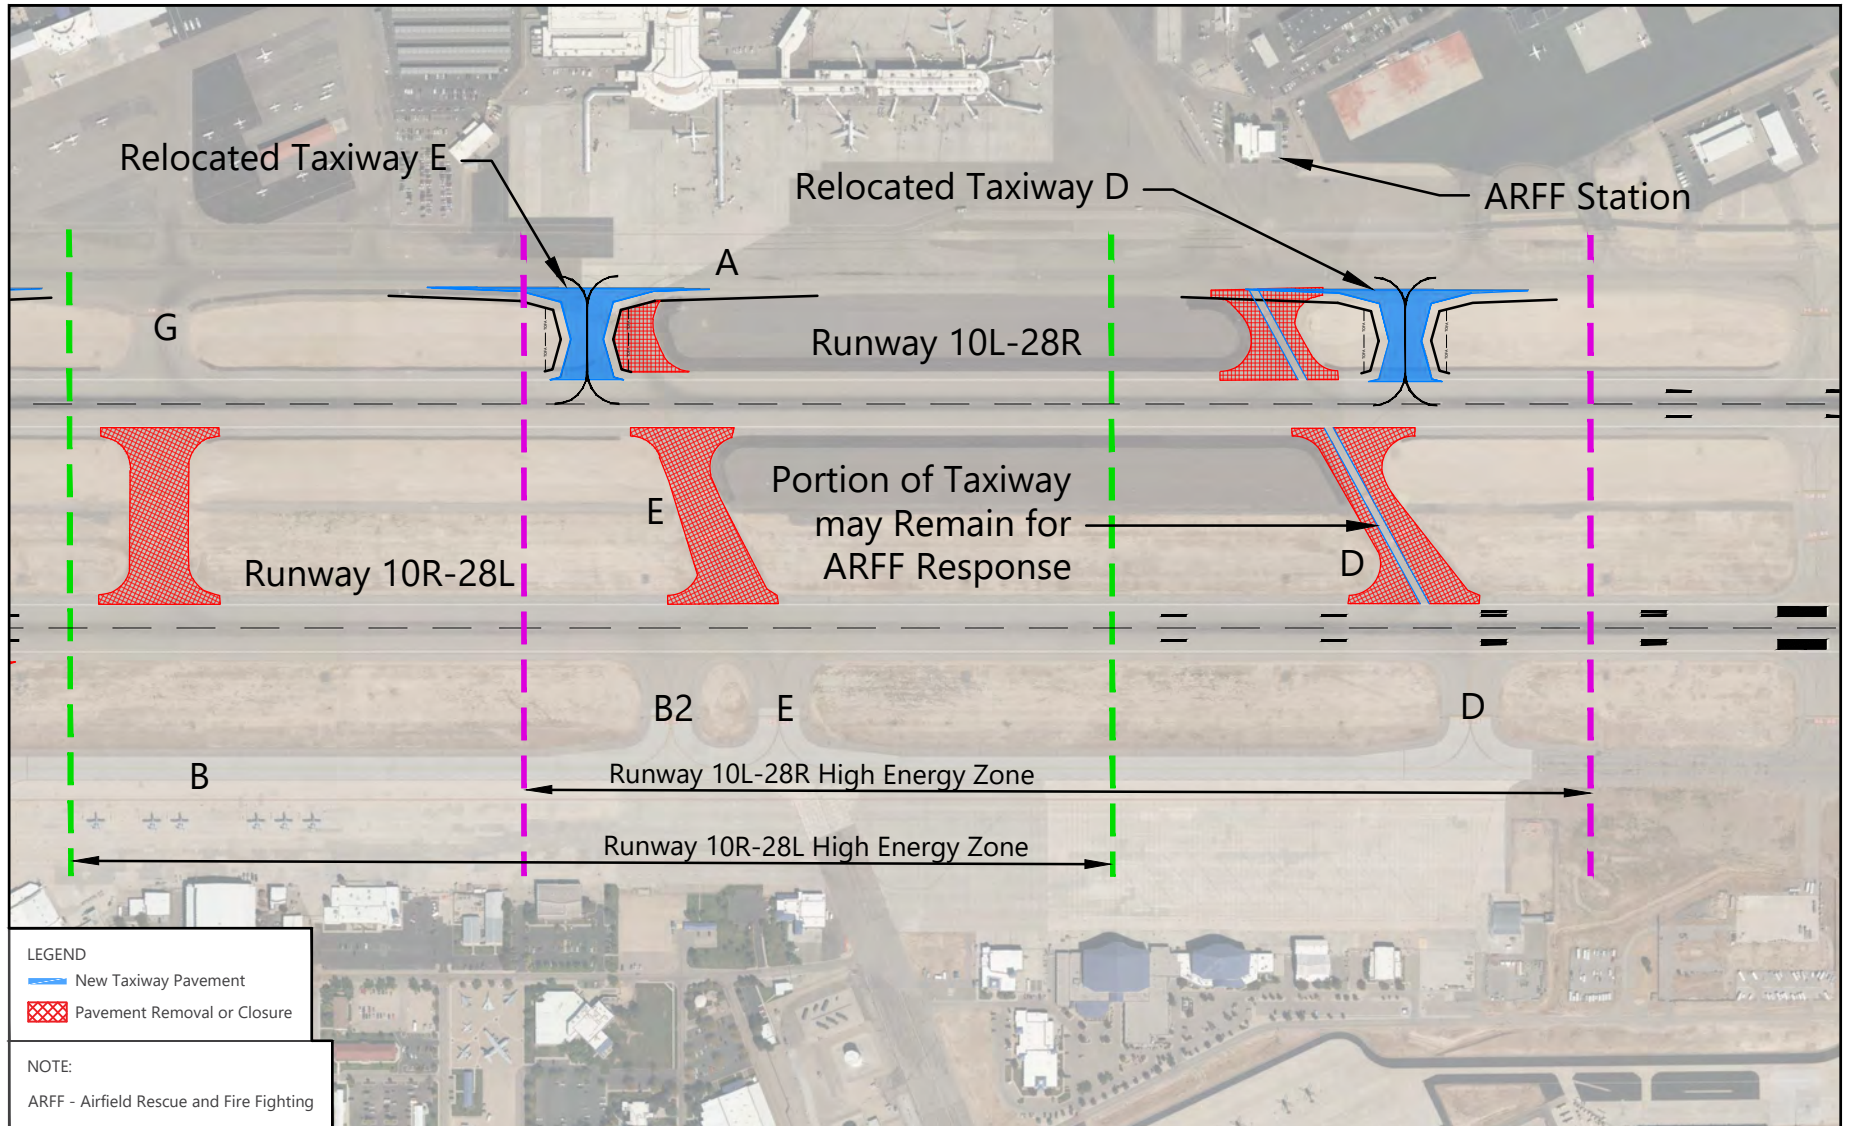 Relocated Taxiway E
Relocated Taxiway D
ARFF Station
A
G
Runway 10L-28R
Portion of Taxiway
may Remain for
ARFF Response
E
D
Runway 10R-28L
B2
E
D
B
Runway 10L-28R High Energy Zone
Runway 10R-28L High Energy Zone
LEGEND
New Taxiway Pavement
Pavement Removal or Closure
NOTE:
ARFF - Airfield Rescue and Fire Fighting